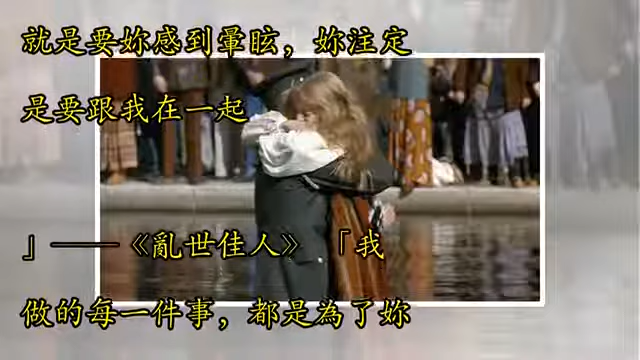 就是要妳感到暈眩，妳注定
是要跟我在一起
」——《亂世佳人》 「我
做的每一件事，都是為了妳